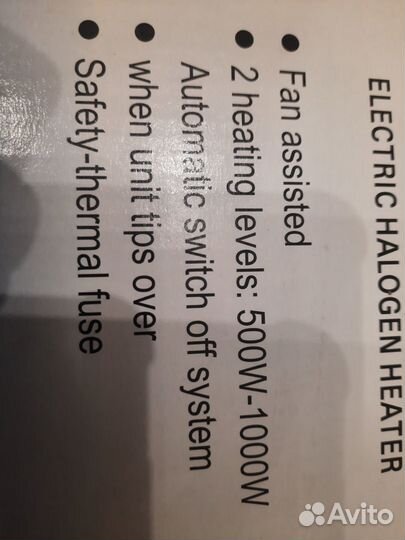 ELECTRIC HALOGEN HEATER
● Fan assisted
● 2 heating levels: 500W-1000W
Automatic switch off system
● when unit tips over
● Safety-thermal fuse
Avito